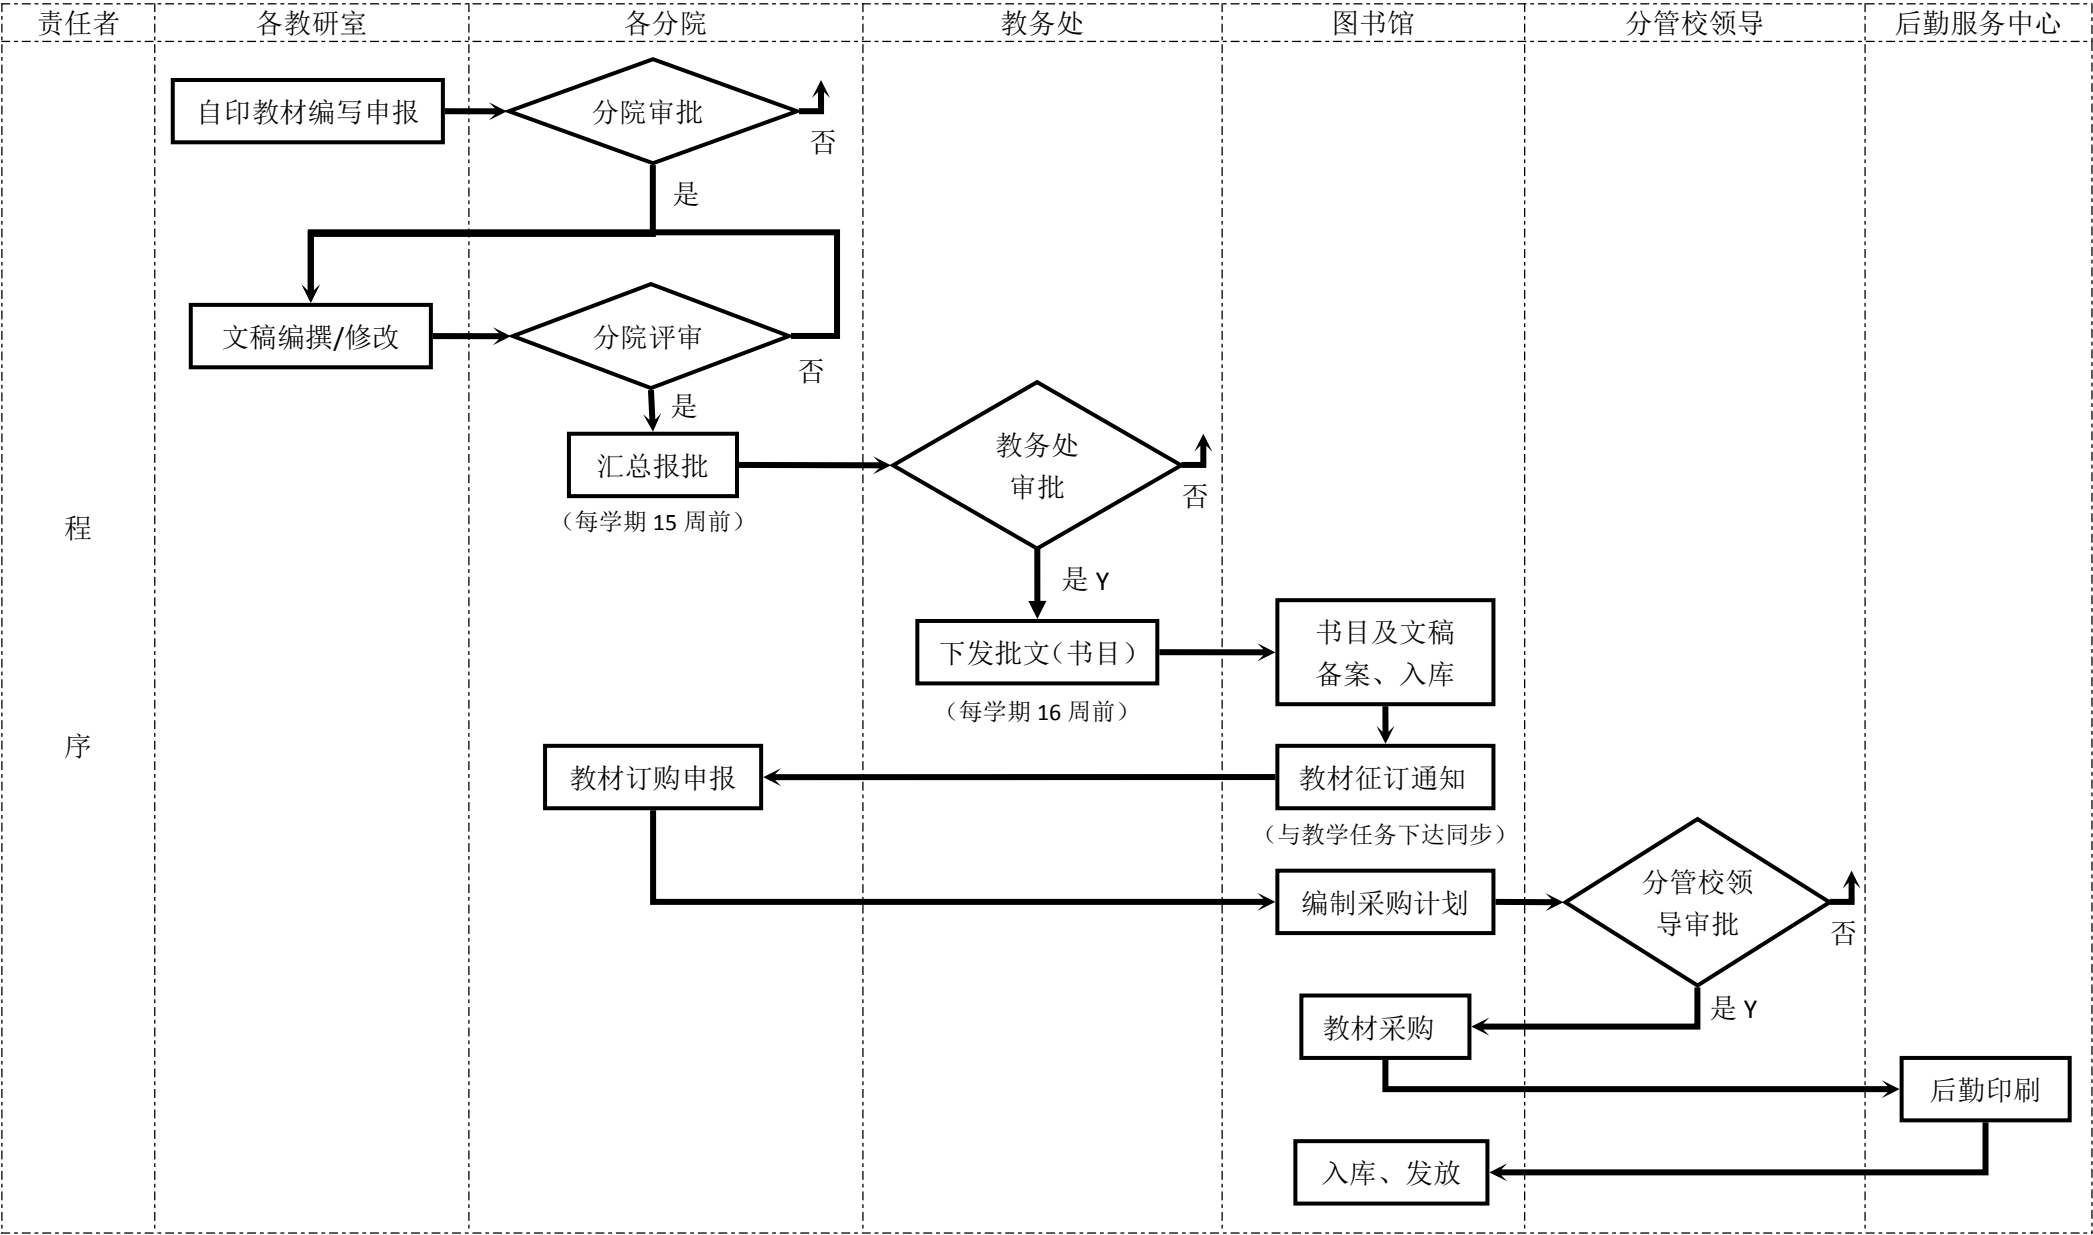 责任者
各教研室
各分院
教务处
图书馆
分管校领导
后勤服务中心
自印教材编写申报
分院审批
否
是
文稿编撰/修改
分院评审
否
是
汇总报批
（每学期 15 周前）
教务处
审批
否
是 Y
程
序
下发批文（书目）
（每学期 16 周前）
书目及文稿
备案、入库
教材订购申报
教材征订通知
（与教学任务下达同步）
编制采购计划
分管校领
导审批
否
是 Y
教材采购
后勤印刷
入库、发放